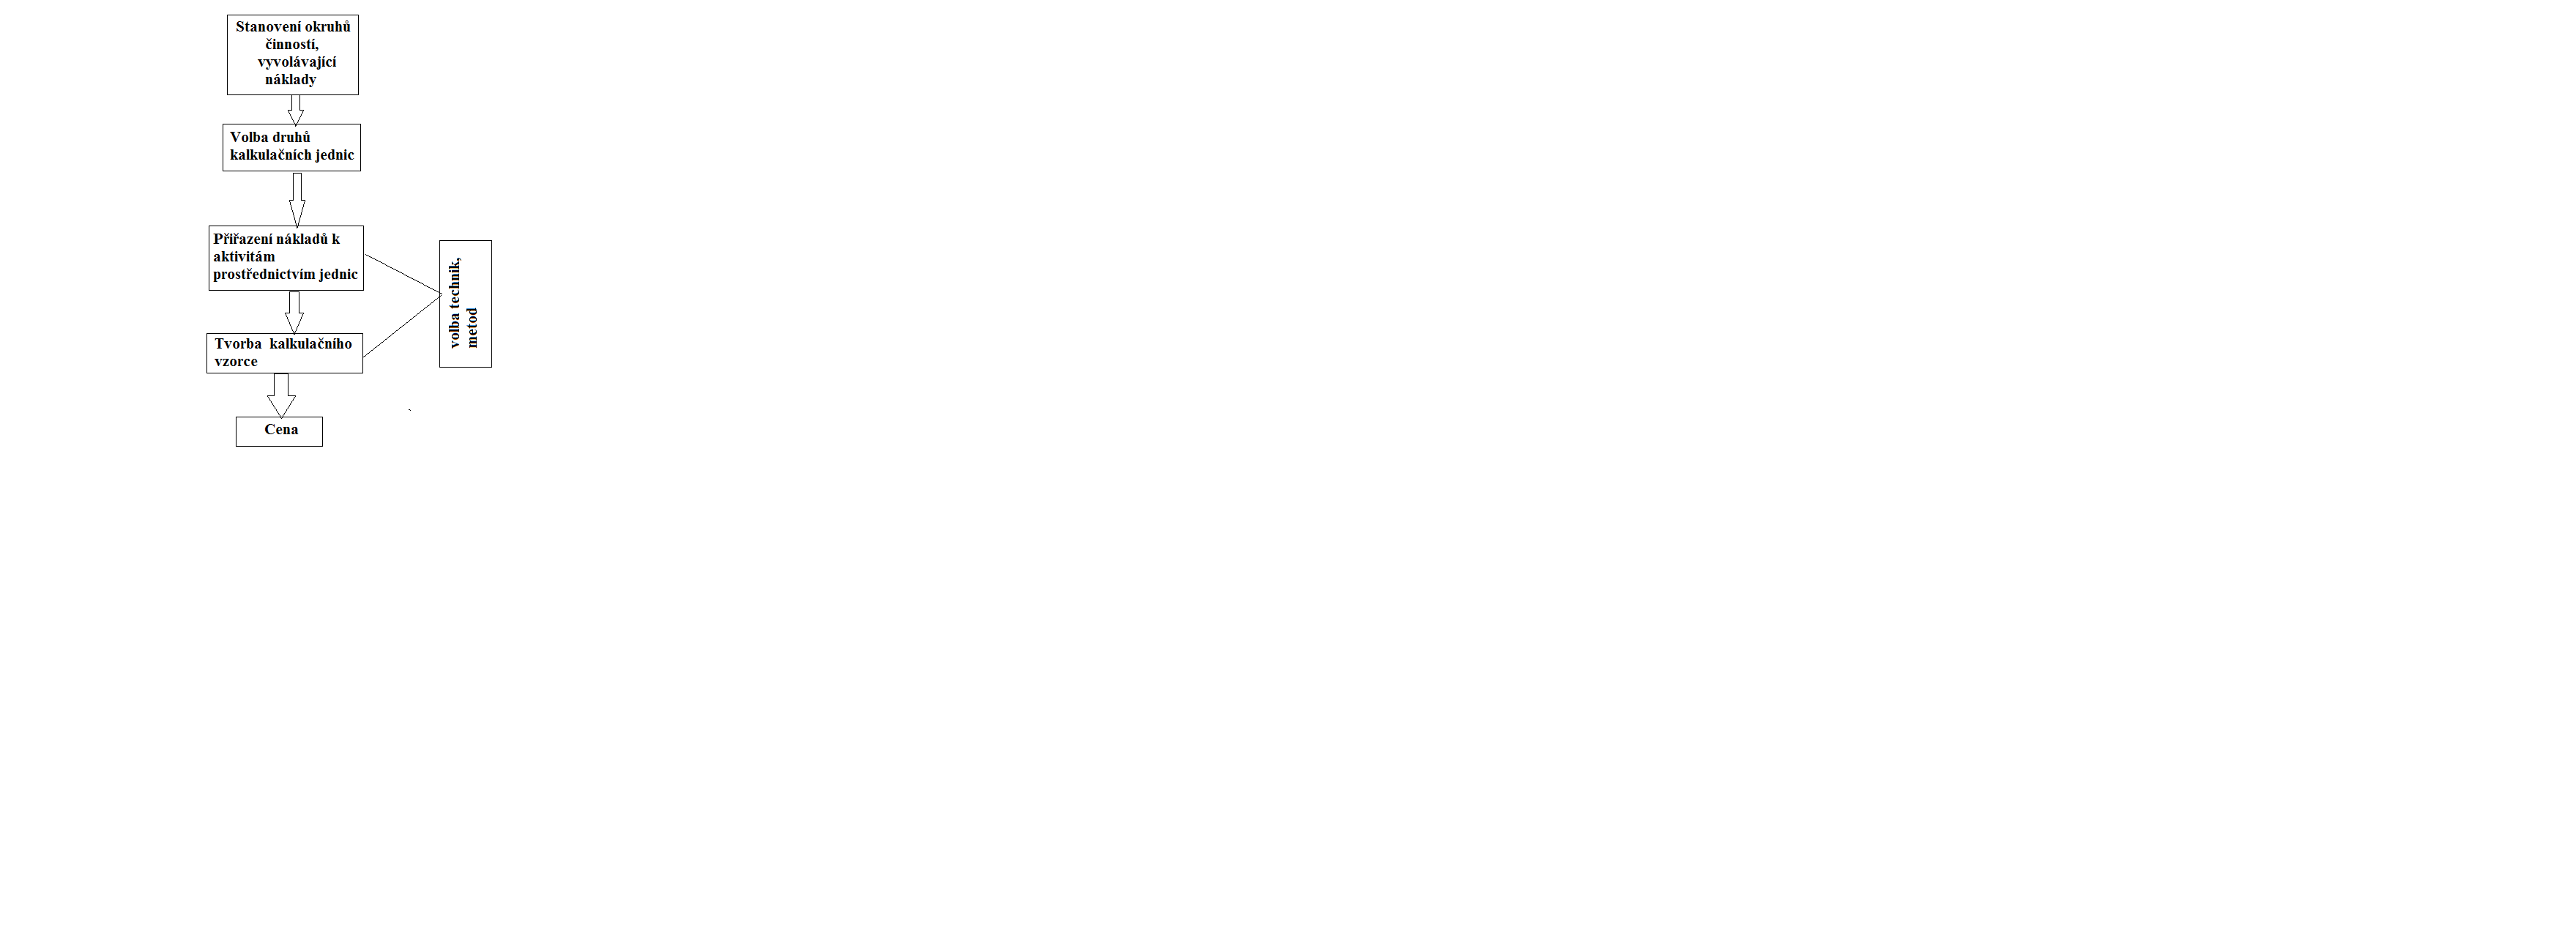 Stanovení okruhů
činností,
vyvolávající
náklady
Volba druhů
kalkulačních jednic
Přiřazení nákladů k
aktivitám
prostřednictvím jednic
volba technik,
metod
Tvorba  kalkulačního
vzorce
Cena